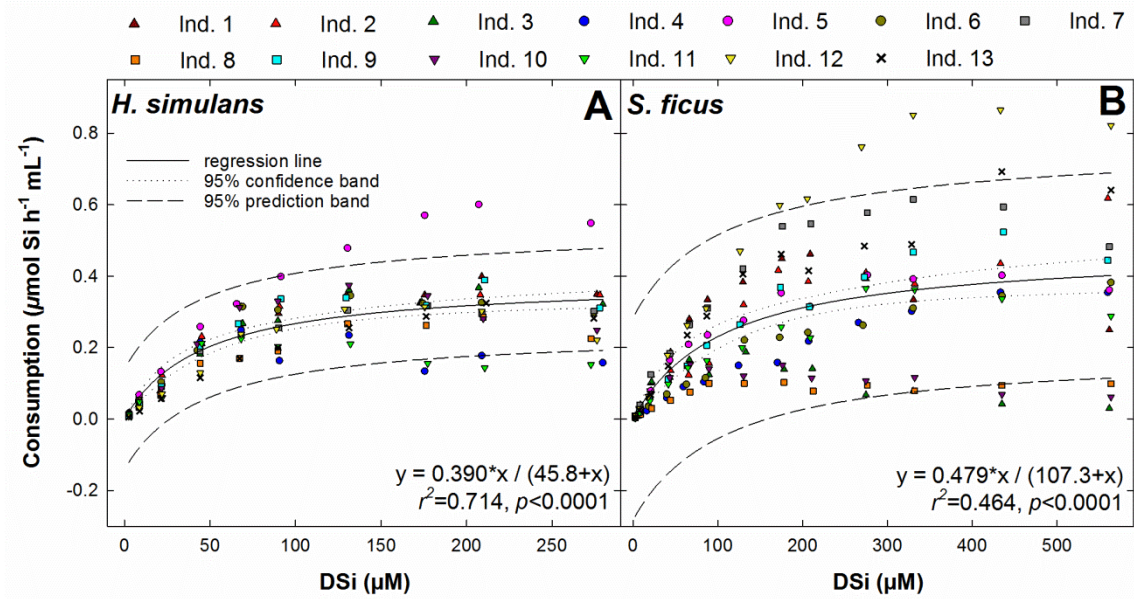 Ind. 1 Ind. 2 Ind. 3 Ind. 4 Ind. 5 Ind. 6 Ind. 7
Ind. 8 Ind. 9 Ind. 10 Ind. 11 Ind. 12 Ind. 13
H. simulans A
S. ficus B
Consumption (µmol Si h⁻¹ mL⁻¹)
0.8
0.6
0.4
0.2
0.0
-0.2
regression line
95% confidence band
95% prediction band
y = 0.390*x / (45.8+x)
r²=0.714, p<0.0001
y = 0.479*x / (107.3+x)
r²=0.464, p<0.0001
0 50 100 150 200 250
0 100 200 300 400 500
DSi (µM)
DSi (µM)